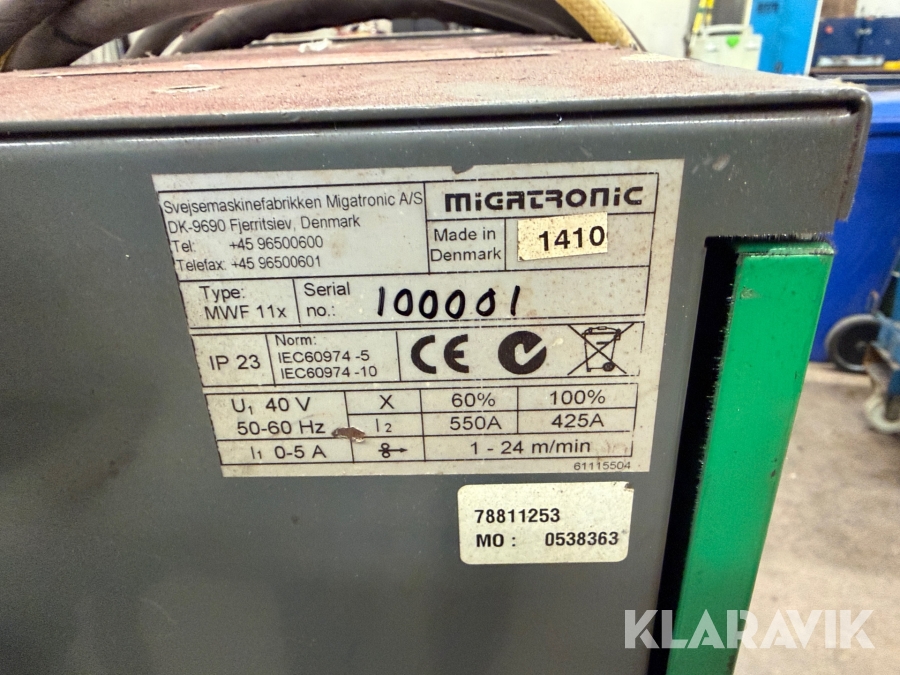 Svejsemaskinefabrikken Migatronic A/S
DK-9690 Fjerritsiev, Denmark
Tel: +45 96500600
Telefax: +45 96500601
MIGATRONIC
Made in
Denmark
1410
Type:
MWF 11x
Serial
no.:
100001
IP 23
Norm:
IEC60974 -5
IEC60974 -10
CE
U1 40 V
50-60 Hz
X
60%
100%
I2
550A
425A
I1 0-5 A
1 - 24 m/min
61115504
78811253
MO : 0538363
KLARAVIK